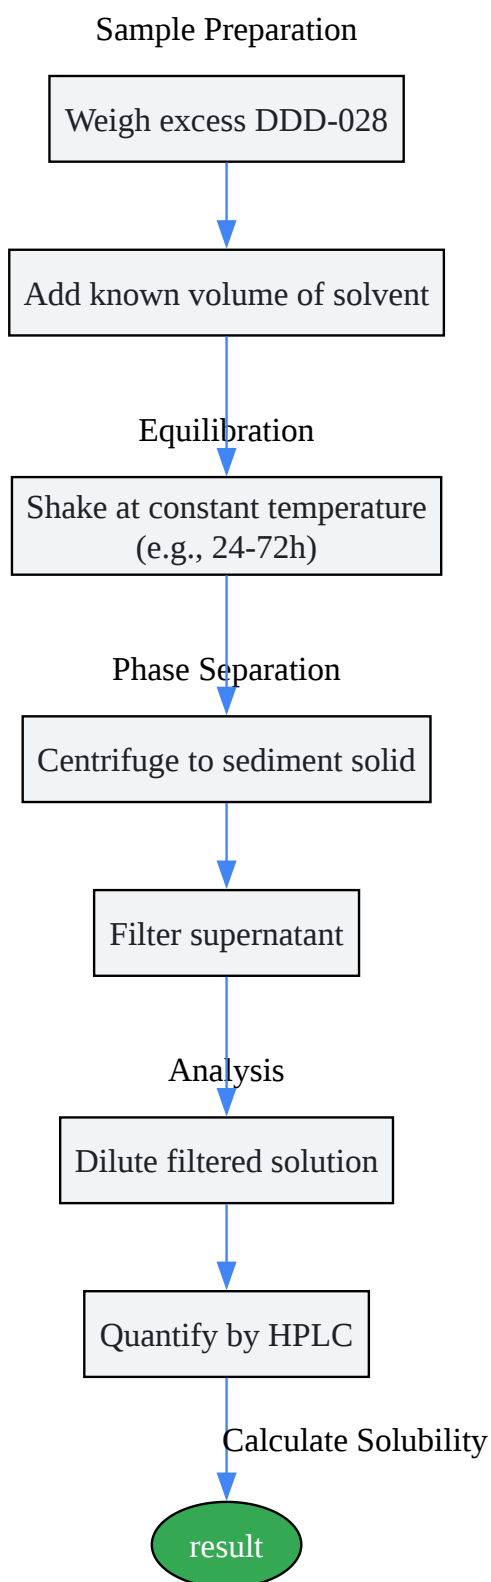 Sample Preparation
Weigh excess DDD-028
Add known volume of solvent
Equilibration
Shake at constant temperature
(e.g., 24-72h)
Phase Separation
Centrifuge to sediment solid
Filter supernatant
Analysis
Dilute filtered solution
Quantify by HPLC
Calculate Solubility
result